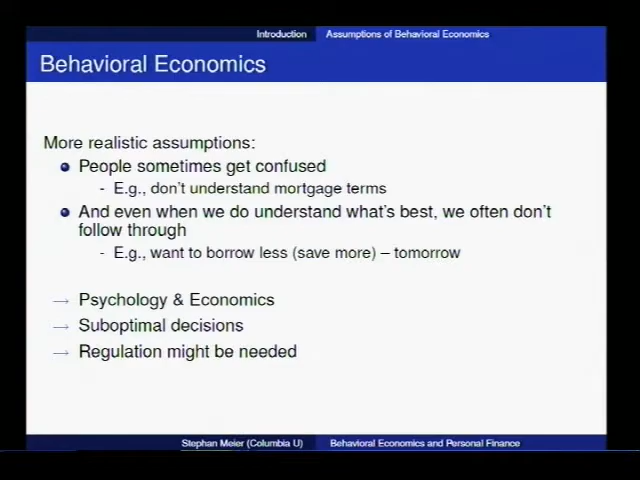 Introduction
Assumptions of Behavioral Economics
Behavioral Economics
More realistic assumptions:
People sometimes get confused
- E.g., don't understand mortgage terms
And even when we do understand what's best, we often don't
follow through
- E.g., want to borrow less (save more) – tomorrow
→ Psychology & Economics
→ Suboptimal decisions
→ Regulation might be needed
Stephan Meier (Columbia U)
Behavioral Economics and Personal Finance